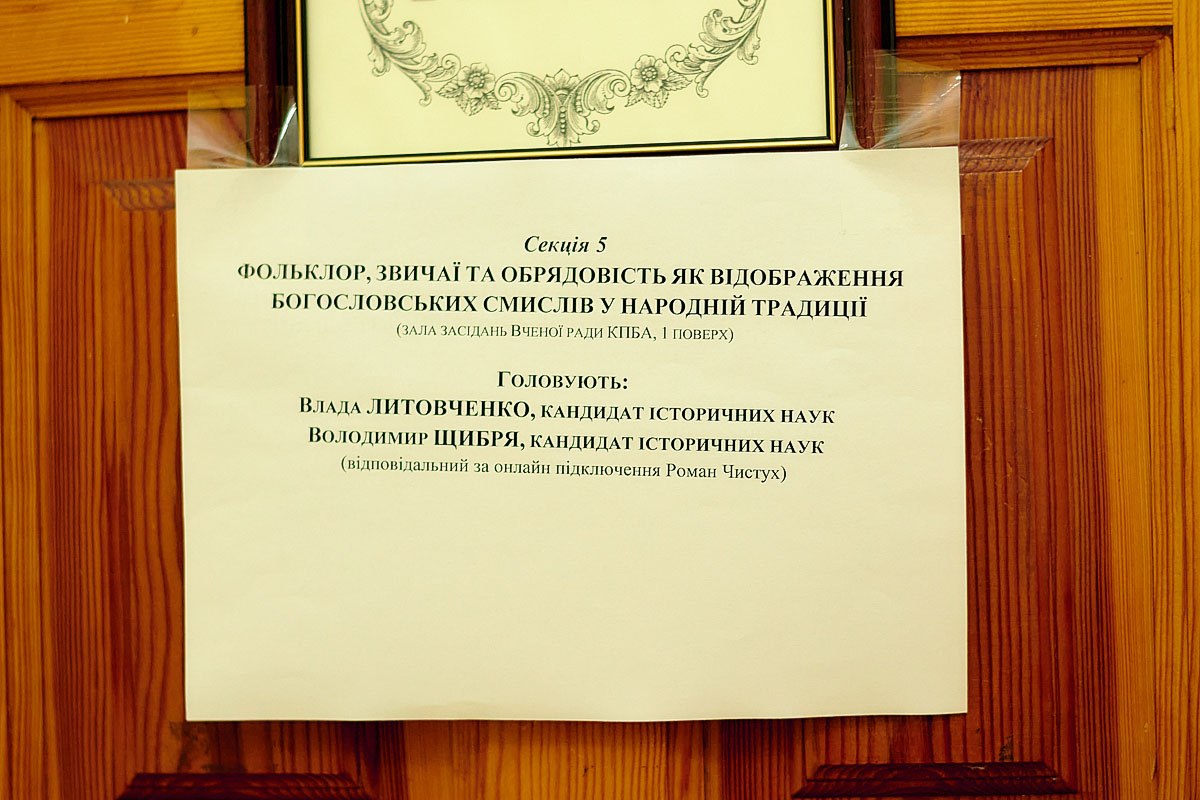 Секція 5
ФОЛЬКЛОР, ЗВИЧАЇ ТА ОБРЯДОВІСТЬ ЯК ВІДОБРАЖЕННЯ
БОГОСЛОВСЬКИХ СМИСЛІВ У НАРОДНІЙ ТРАДИЦІЇ
(ЗАЛА ЗАСІДАНЬ ВЧЕНОЇ РАДИ КПБА, 1 ПОВЕРХ)
ГОЛОВУЮТЬ:
ВЛАДА ЛИТОВЧЕНКО, КАНДИДАТ ІСТОРИЧНИХ НАУК
ВОЛОДИМИР ЩИБРЯ, КАНДИДАТ ІСТОРИЧНИХ НАУК
(відповідальний за онлайн підключення Роман Чистух)